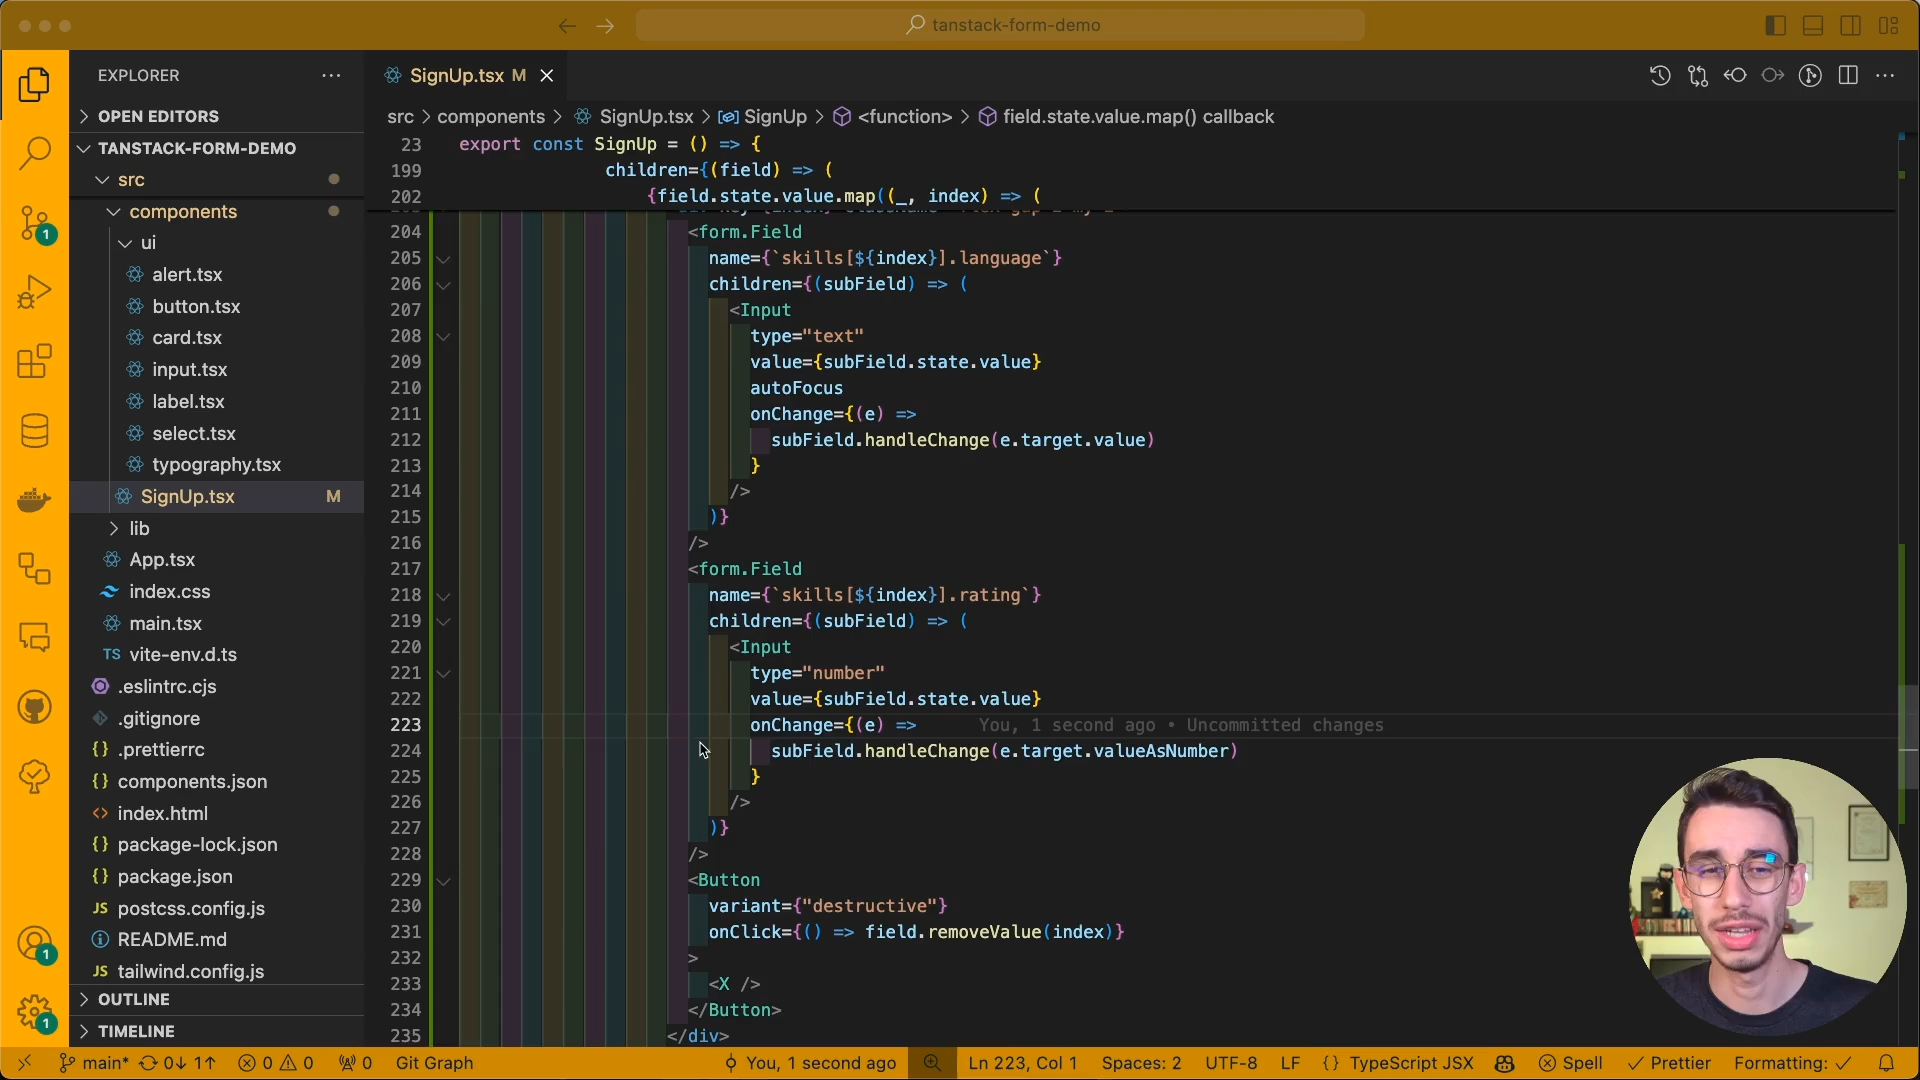 tanstack-form-demo
EXPLORER
OPEN EDITORS
TANSTACK-FORM-DEMO
src
components
ui
alert.tsx
button.tsx
card.tsx
input.tsx
label.tsx
select.tsx
typography.tsx
SignUp.tsx M
lib
App.tsx
index.css
main.tsx
TS vite-env.d.ts
.eslintrc.cjs
.gitignore
{} .prettierrc
{} components.json
<> index.html
{} package-lock.json
{} package.json
JS postcss.config.js
README.md
JS tailwind.config.js
OUTLINE
TIMELINE
1
1
1
SignUp.tsx M
src > components > SignUp.tsx > SignUp > <function> > field.state.value.map() callback
23 export const SignUp = () => {
199 children={(field) => (
202 {field.state.value.map((_, index) => (
204 <form.Field
205 name={`skills[${index}].language`}
206 children={(subField) => (
207 <Input
208 type="text"
209 value={subField.state.value}
210 autoFocus
211 onChange={(e) =>
212 subField.handleChange(e.target.value)
213 }
214 />
215 )}
216 />
217 <form.Field
218 name={`skills[${index}].rating`}
219 children={(subField) => (
220 <Input
221 type="number"
222 value={subField.state.value}
223 onChange={(e) => You, 1 second ago • Uncommitted changes
224 subField.handleChange(e.target.valueAsNumber)
225 }
226 />
227 )}
228 />
229 <Button
230 variant={"destructive"}
231 onClick={() => field.removeValue(index)}
232 >
233 <X />
234 </Button>
235 </div>
main* 0↓ 1↑ 0 0 0 Git Graph You, 1 second ago Ln 223, Col 1 Spaces: 2 UTF-8 LF {} TypeScript JSX Spell Prettier Formatting: ✓